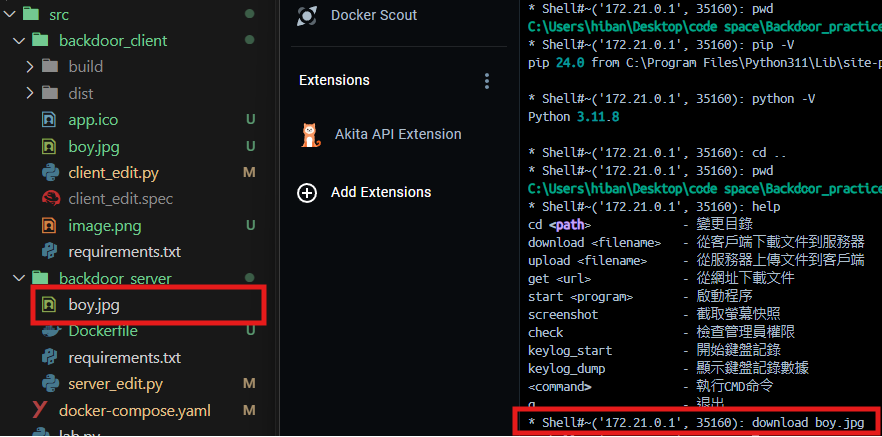 src
backdoor_client
build
dist
app.ico U
boy.jpg U
client_edit.py M
client_edit.spec
image.png U
requirements.txt
backdoor_server
boy.jpg
Dockerfile U
requirements.txt
server_edit.py M
docker-compose.yaml M
lab.py
Docker Scout
Extensions
Akita API Extension
Add Extensions
* Shell#~('172.21.0.1', 35160): pwd
C:\Users\hiban\Desktop\code space\Backdoor_practice
* Shell#~('172.21.0.1', 35160): pip -V
pip 24.0 from C:\Program Files\Python311\Lib\site-p
* Shell#~('172.21.0.1', 35160): python -V
Python 3.11.8
* Shell#~('172.21.0.1', 35160): cd ..
* Shell#~('172.21.0.1', 35160): pwd
C:\Users\hiban\Desktop\code space\Backdoor_practice
* Shell#~('172.21.0.1', 35160): help
cd <path> - 變更目錄
download <filename> - 從客戶端下載文件到服務器
upload <filename> - 從服務器上傳文件到客戶端
get <url> - 從網址下載文件
start <program> - 啟動程序
screenshot - 截取螢幕快照
check - 檢查管理員權限
keylog_start - 開始鍵盤記錄
keylog_dump - 顯示鍵盤記錄數據
<command> - 執行CMD命令
q - 退出
* Shell#~('172.21.0.1', 35160): download boy.jpg